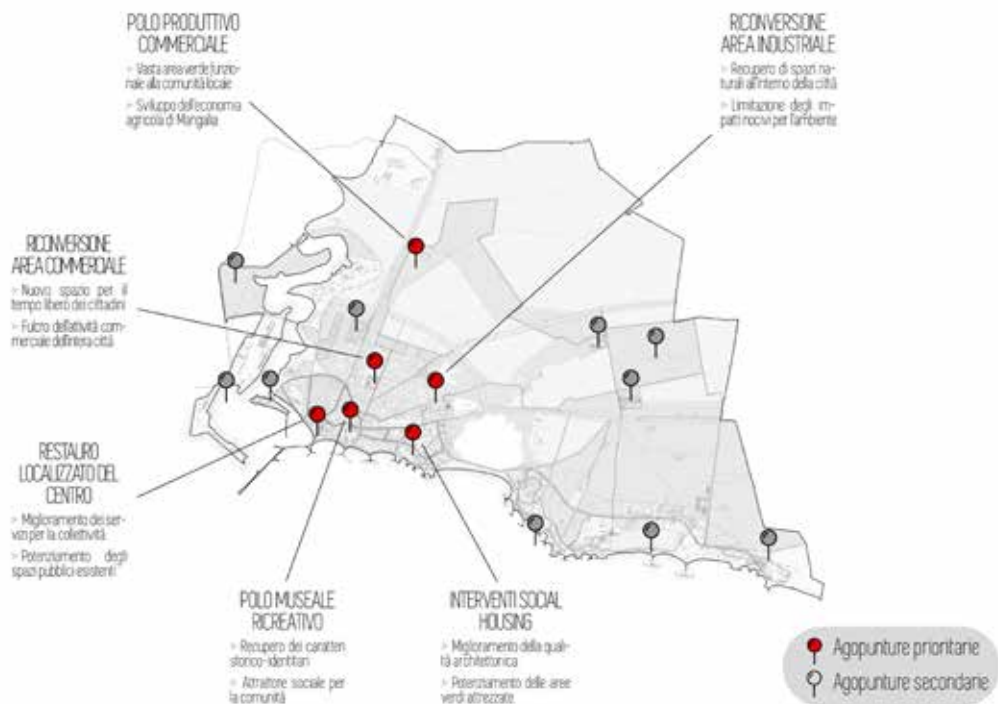 POLO PRODUTTIVO
COMMERCIALE
> Vasta area verde funzio-
nale alla comunità locale
> Sviluppo dell'economia
agricola di Mangalia
RICONVERSIONE
AREA INDUSTRIALE
> Recupero di spazi na-
turali all'interno della città
> Limitazione degli im-
patti nocivi per l'ambiente
RICONVERSIONE
AREA COMMERCIALE
> Nuovo spazio per il
tempo libero dei cittadini
> Fulcro dell'attività com-
merciale dell'intera città
RESTAURO
LOCALIZZATO DEL
CENTRO
> Miglioramento dei ser-
vizi per la collettività
> Potenziamento degli
spazi pubblici esistenti
POLO MUSEALE
RICREATIVO
> Recupero dei caratteri
storico-identitari
> Attrattore sociale per
la comunità
INTERVENTI SOCIAL
HOUSING
> Miglioramento della quali-
tà architettonica
> Potenziamento delle aree
verdi attrezzate
Agopunture prioritarie
Agopunture secondarie